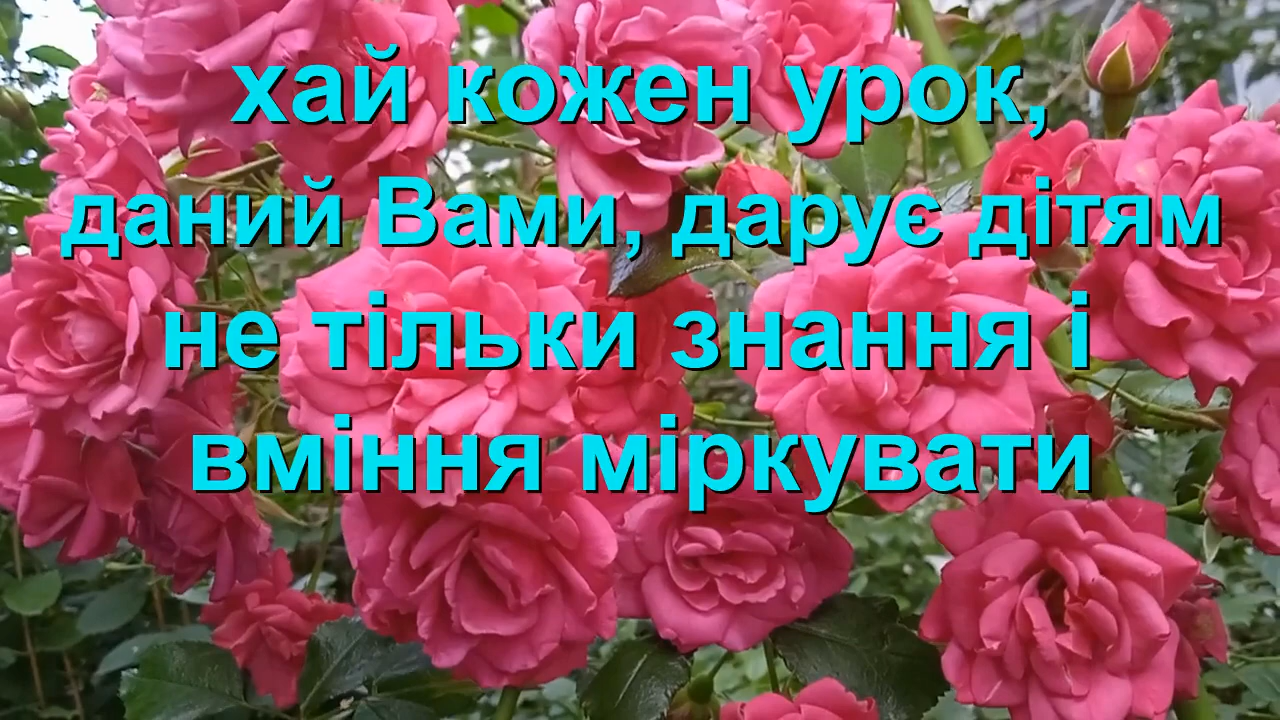 хай кожен урок,
даний Вами, дарує дітям
не тільки знання і
вміння міркувати